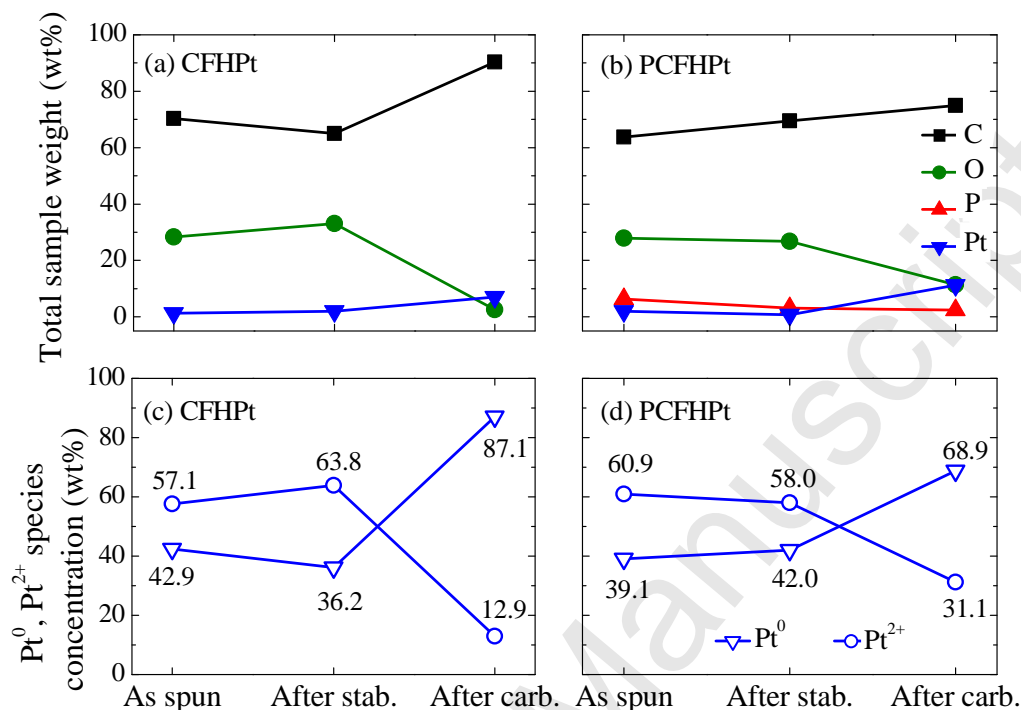 Total sample weight (wt%)
100
80
60
40
20
0
(a) CFHPt
(b) PCFHPt
C
O
P
Pt
Pt⁰, Pt²⁺ species
concentration (wt%)
100
80
60
40
20
0
(c) CFHPt
57.1
63.8
87.1
42.9
36.2
12.9
(d) PCFHPt
60.9
58.0
68.9
39.1
42.0
31.1
Pt⁰
Pt²⁺
As spun
After stab.
After carb.
As spun
After stab.
After carb.
Manuscript